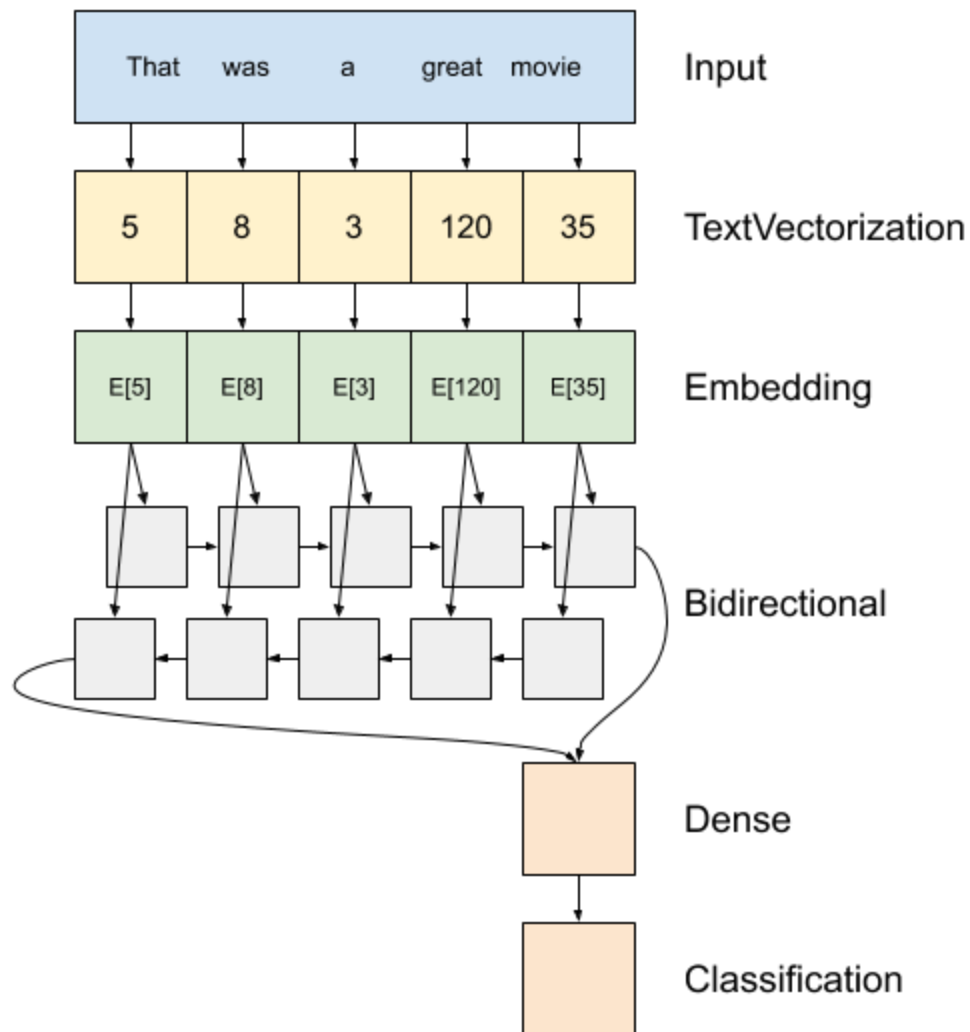 That was a great movie Input
5 8 3 120 35 TextVectorization
E[5] E[8] E[3] E[120] E[35] Embedding
Bidirectional
Dense
Classification